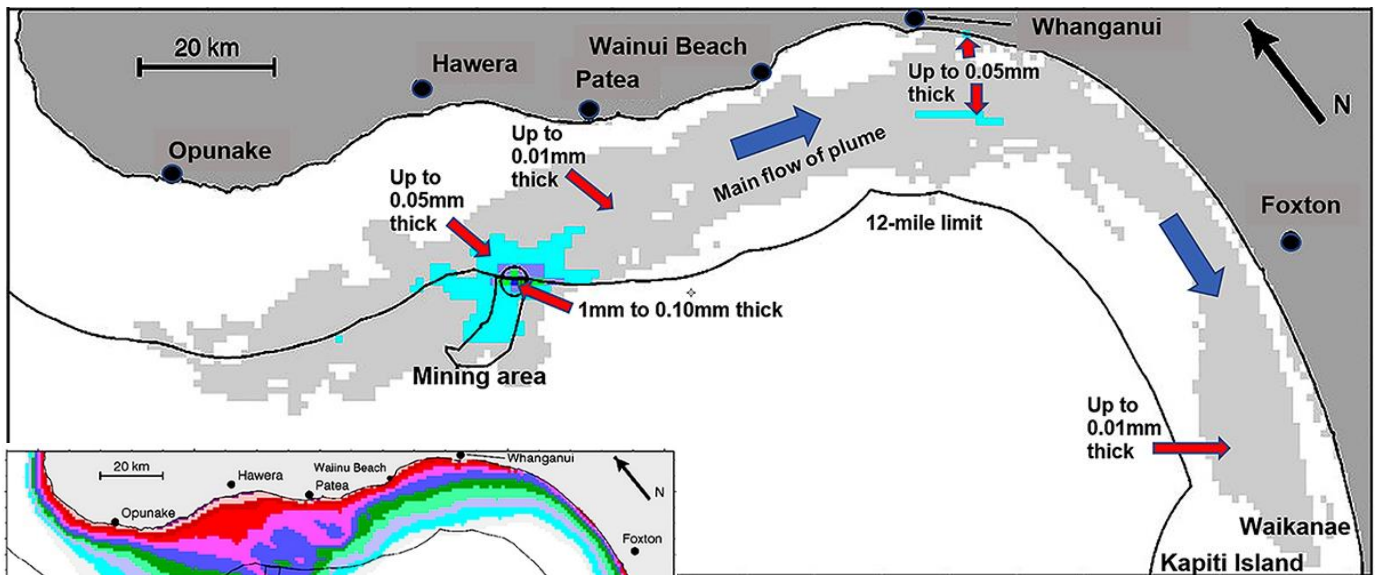 20 km
Hawera
Wainui Beach
Patea
Whanganui
Up to 0.05mm
thick
N
Opunake
Up to
0.01mm
thick
Up to
0.05mm
thick
Main flow of plume
12-mile limit
Foxton
1mm to 0.10mm thick
Mining area
Up to
0.01mm
thick
Waikanae
Kapiti Island
20 km
Hawera
Waiinu Beach
Patea
Whanganui
N
Opunake
Foxton